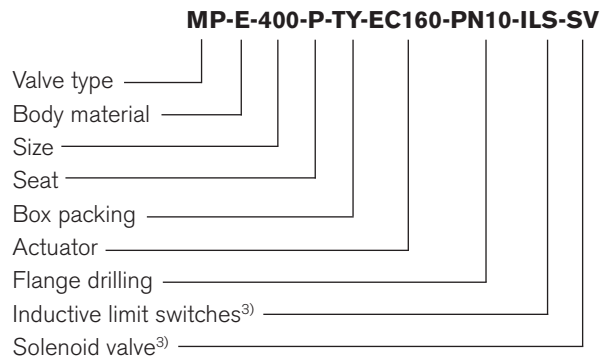 MP-E-400-P-TY-EC160-PN10-ILS-SV
Valve type
Body material
Size
Seat
Box packing
Actuator
Flange drilling
Inductive limit switches3)
Solenoid valve3)